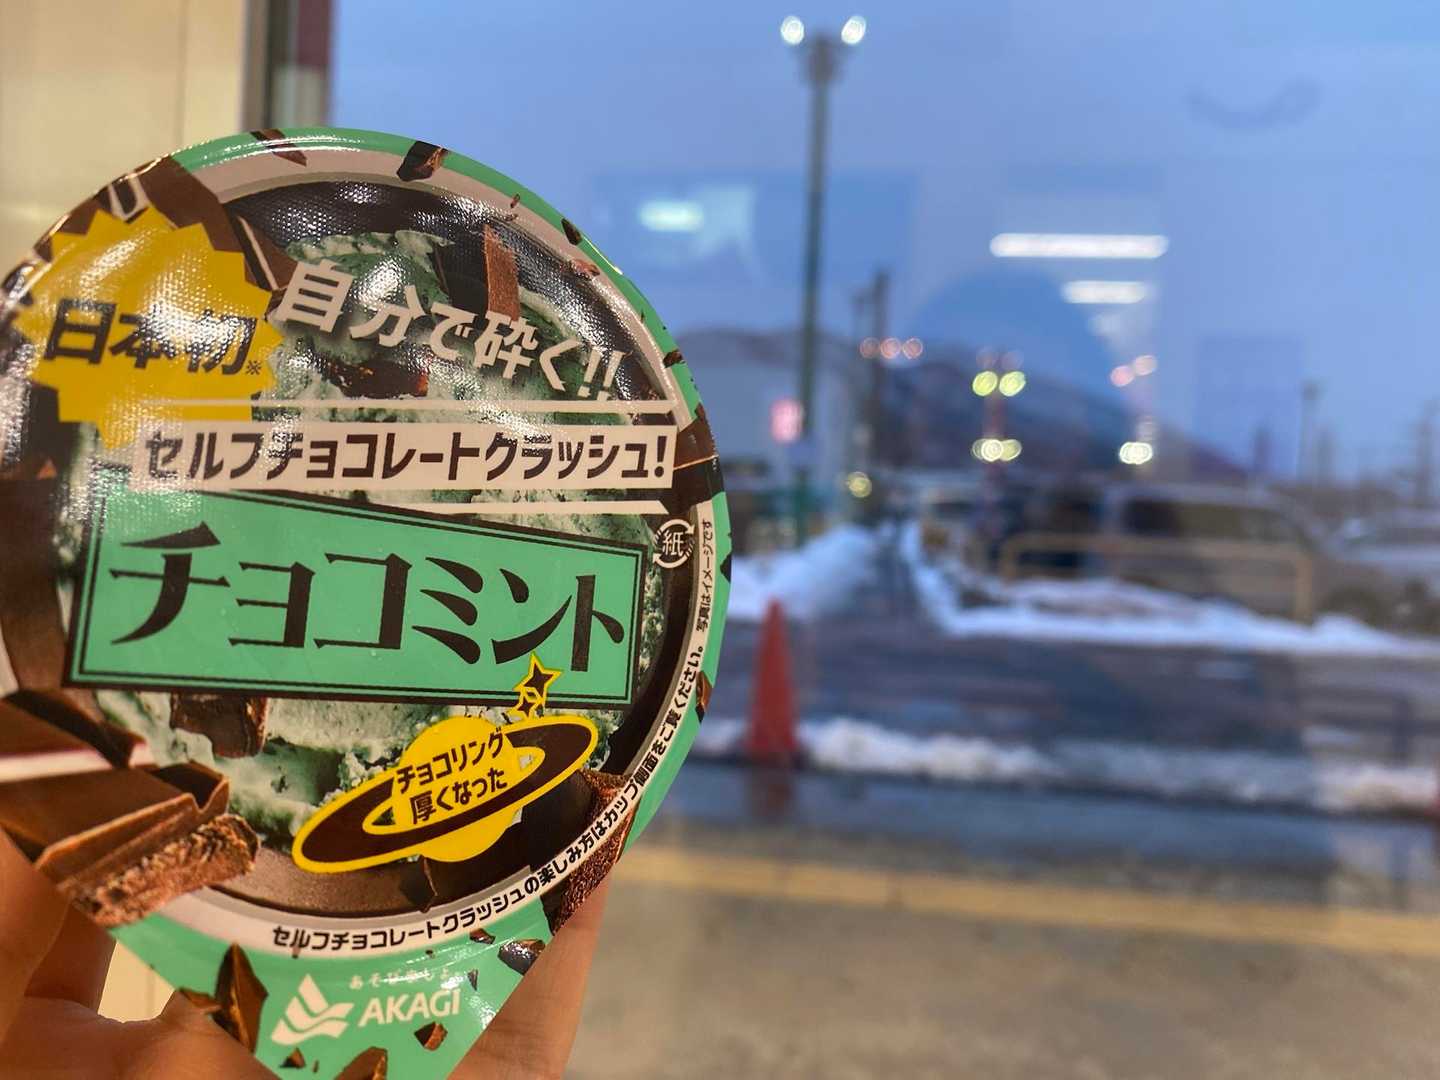 日本初※
自分で砕く!!
セルフチョコレートクラッシュ!
チョコミント
紙
チョコリング
厚くなった
写真はイメージです
セルフチョコレートクラッシュの楽しみ方はカップ側面をご覧ください。
あそびましょ
AKAGI